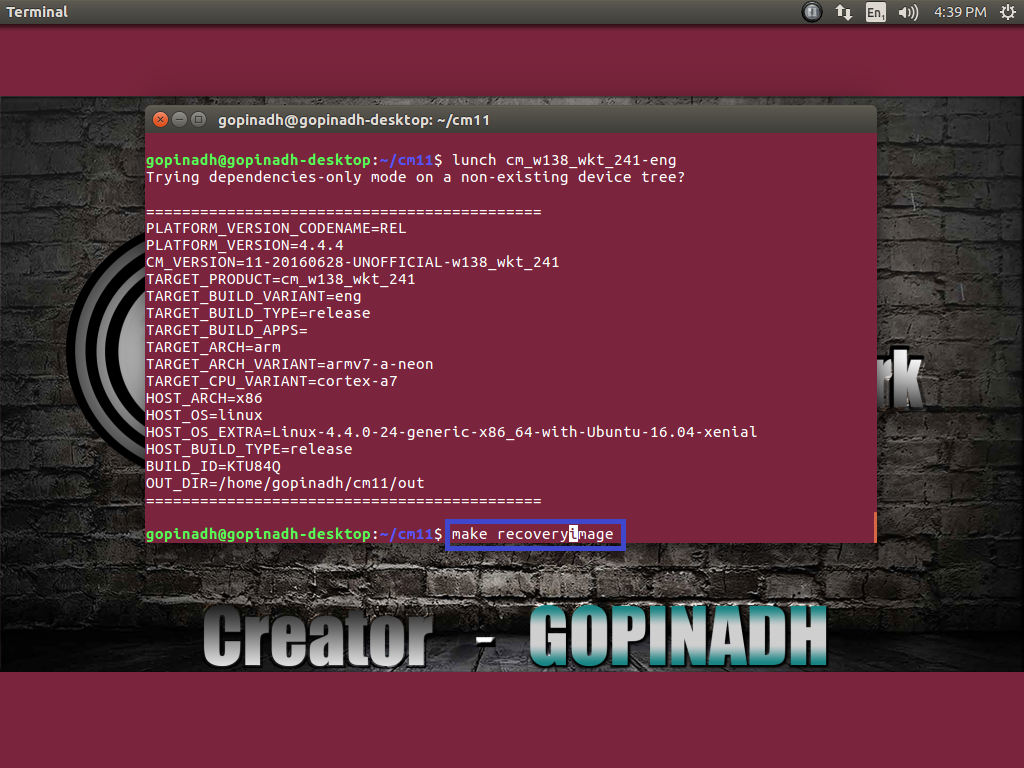 Terminal
En₁
4:39 PM
gopinadh@gopinadh-desktop: ~/cm11
gopinadh@gopinadh-desktop:~/cm11$ lunch cm_w138_wkt_241-eng
Trying dependencies-only mode on a non-existing device tree?
============================================
PLATFORM_VERSION_CODENAME=REL
PLATFORM_VERSION=4.4.4
CM_VERSION=11-20160628-UNOFFICIAL-w138_wkt_241
TARGET_PRODUCT=cm_w138_wkt_241
TARGET_BUILD_VARIANT=eng
TARGET_BUILD_TYPE=release
TARGET_BUILD_APPS=
TARGET_ARCH=arm
TARGET_ARCH_VARIANT=armv7-a-neon
TARGET_CPU_VARIANT=cortex-a7
HOST_ARCH=x86
HOST_OS=linux
HOST_OS_EXTRA=Linux-4.4.0-24-generic-x86_64-with-Ubuntu-16.04-xenial
HOST_BUILD_TYPE=release
BUILD_ID=KTU84Q
OUT_DIR=/home/gopinadh/cm11/out
============================================
gopinadh@gopinadh-desktop:~/cm11$ make recoveryimage
Creator - GOPINADH